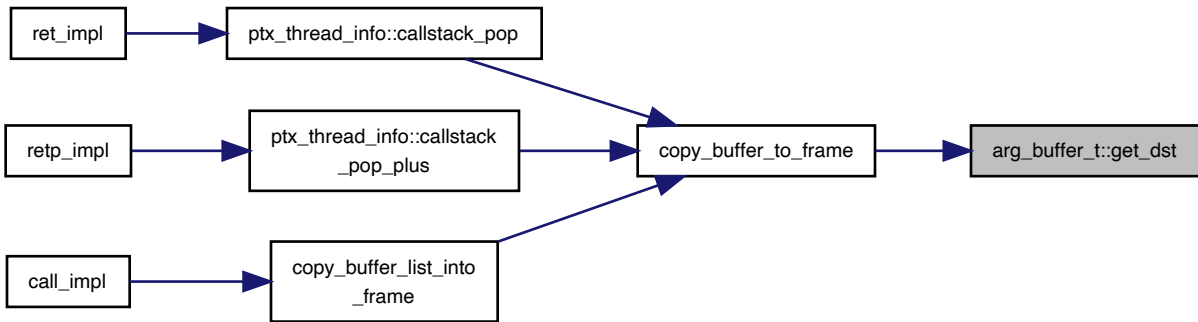 ret_impl
ptx_thread_info::callstack_pop
retp_impl
ptx_thread_info::callstack
_pop_plus
copy_buffer_to_frame
arg_buffer_t::get_dst
call_impl
copy_buffer_list_into
_frame